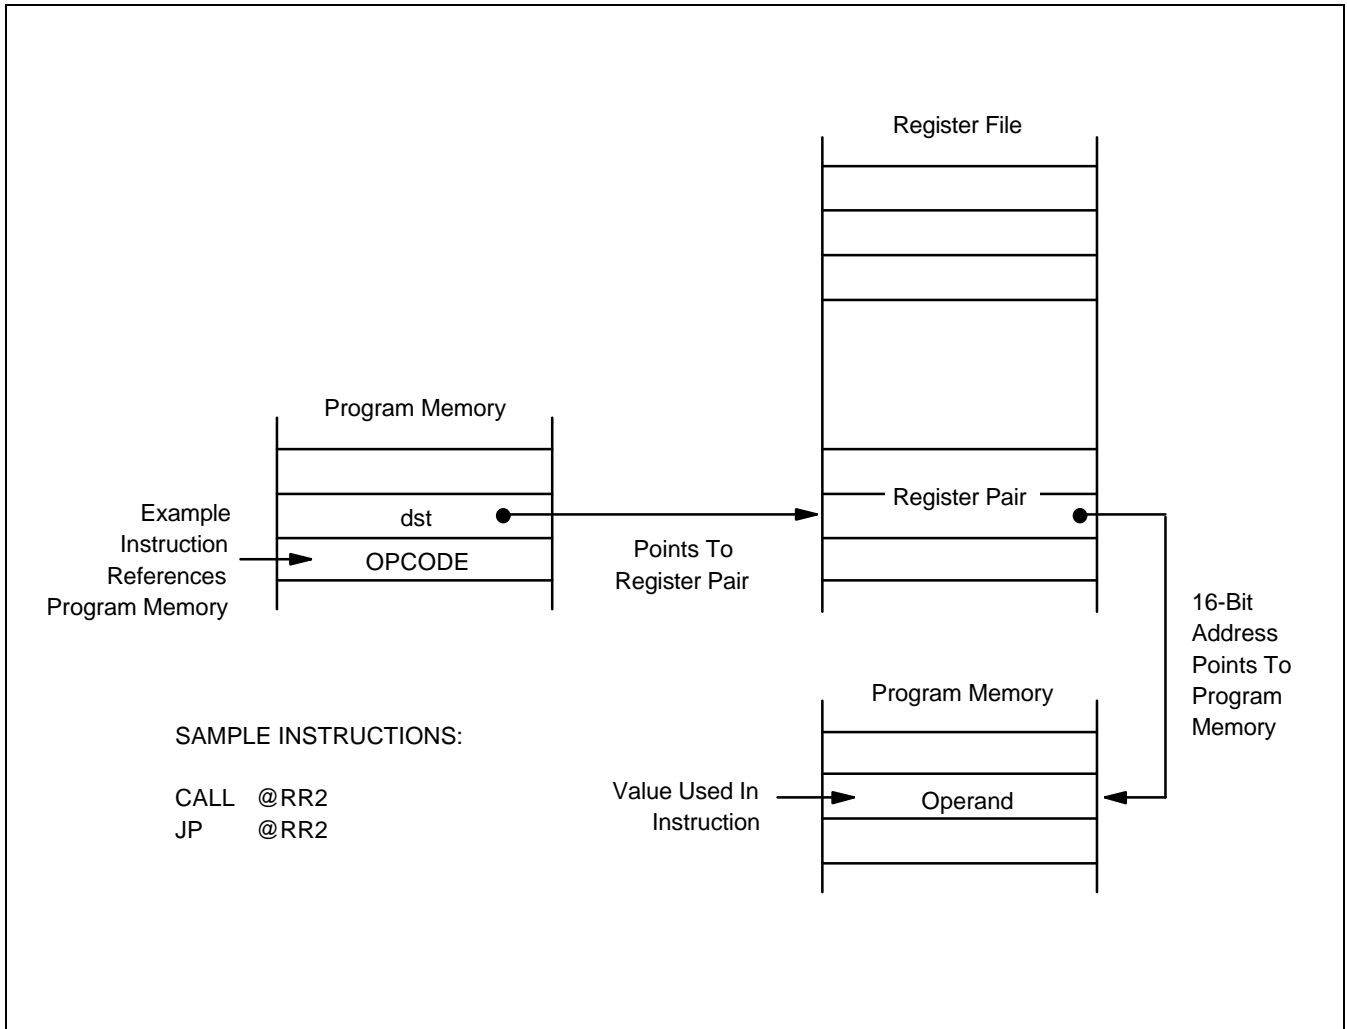 Register File
Program Memory
Register Pair
Example
Instruction
References
Program Memory
dst
OPCODE
Points To
Register Pair
16-Bit
Address
Points To
Program
Memory
Program Memory
SAMPLE INSTRUCTIONS:
CALL @RR2
JP @RR2
Value Used In
Instruction
Operand